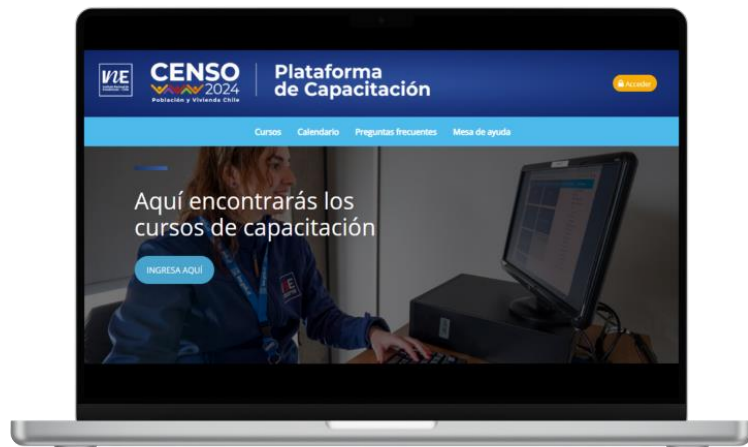 INE
CENSO
2024
Población y Vivienda Chile
Plataforma
de Capacitación
Acceder
Cursos Calendario Preguntas frecuentes Mesa de ayuda
Aquí encontrarás los
cursos de capacitación
INGRESA AQUÍ
INE